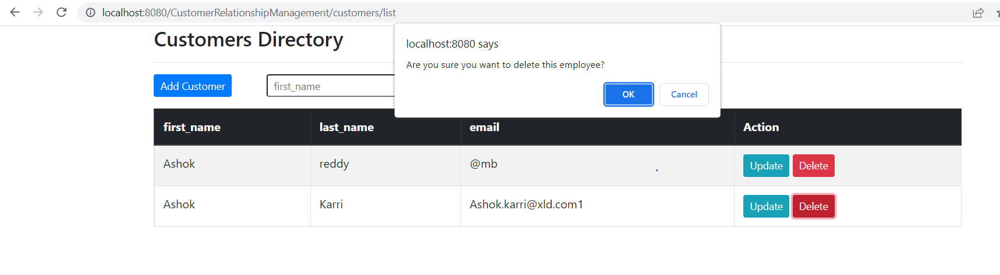 localhost:8080/CustomerRelationshipManagement/customers/list
Customers Directory
localhost:8080 says
Are you sure you want to delete this employee?
OK Cancel
Add Customer first_name
first_name last_name email Action
Ashok reddy @mb Update Delete
Ashok Karri Ashok.karri@xld.com1 Update Delete